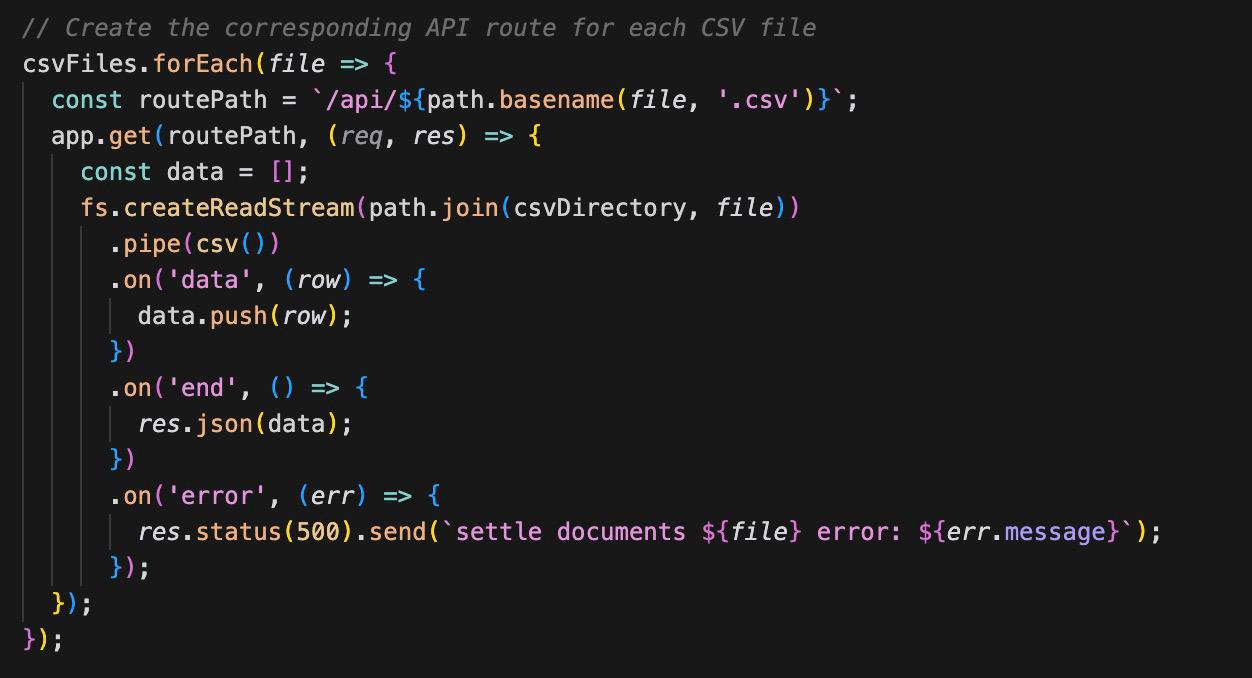 // Create the corresponding API route for each CSV file
csvFiles.forEach(file => {
  const routePath = `/api/${path.basename(file, '.csv')}`;
  app.get(routePath, (req, res) => {
    const data = [];
    fs.createReadStream(path.join(csvDirectory, file))
      .pipe(csv())
      .on('data', (row) => {
        data.push(row);
      })
      .on('end', () => {
        res.json(data);
      })
      .on('error', (err) => {
        res.status(500).send(`settle documents ${file} error: ${err.message}`);
      });
  });
});